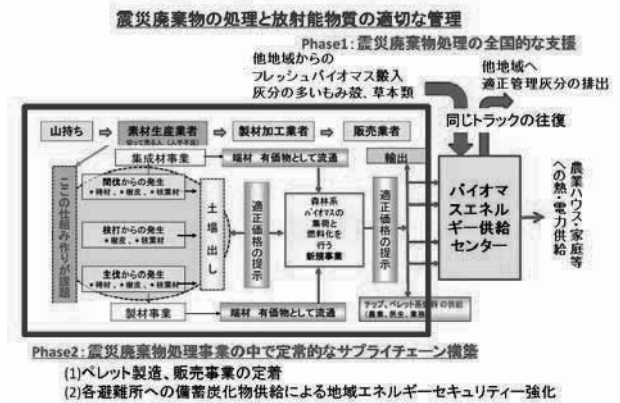 震災廃棄物の処理と放射能物質の適切な管理
Phase1:震災廃棄物処理の全国的な支援
他地域からの
フレッシュバイオマス搬入
灰分の多いもみ殻、草本類
他地域へ
適正管理灰分の排出
同じトラックの往復
山持ち
素材生産業者
製材加工業者
販売業者
集成材事業
端材 有価物として流通
輸出
ここの仕組み作りが課題
間伐からの発生
枝打からの発生
主伐からの発生
土場出し
適正価格の提示
森林系
バイオマスの
集荷と
燃料化を
行う
新規事業
適正価格の提示
バイオマ
スエネル
ギー供給
センター
農業ハウス・家庭等
への熱・電力供給
製材事業
端材 有価物として流通
Phase2:震災廃棄物処理事業の中で定常的なサプライチェーン構築
(1)ペレット製造、販売事業の定着
(2)各避難所への備蓄炭化物供給による地域エネルギーセキュリティー強化